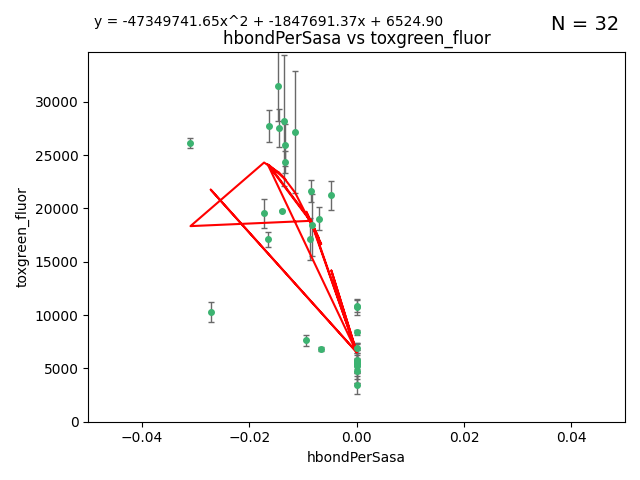 y = -47349741.65x^2 + -1847691.37x + 6524.90
N = 32
hbondPerSasa vs toxgreen_fluor
toxgreen_fluor
30000
25000
20000
15000
10000
5000
0
−0.04
−0.02
0.00
0.02
0.04
hbondPerSasa